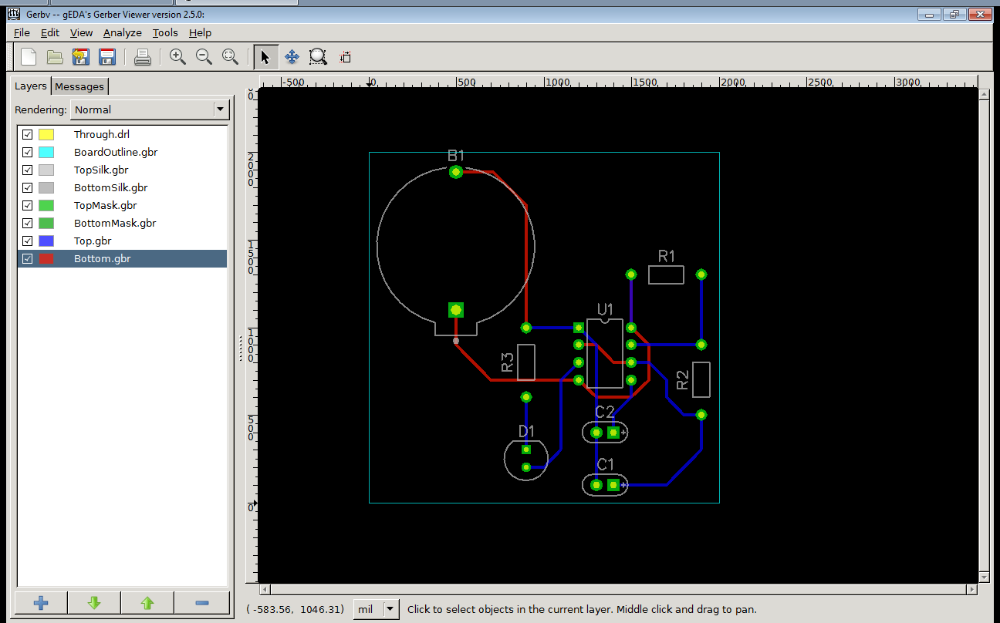 Gerbv -- gEDA's Gerber Viewer version 2.5.0:
File Edit View Analyze Tools Help
Layers Messages
Rendering: Normal
Through.drl
BoardOutline.gbr
TopSilk.gbr
BottomSilk.gbr
TopMask.gbr
BottomMask.gbr
Top.gbr
Bottom.gbr
-500 0 500 1000 1500 2000 2500 3000
2000
1500
1000
500
0
B1
R1
U1
R3
R2
C2
+
D1
C1
+
( -583.56, 1046.31) mil Click to select objects in the current layer. Middle click and drag to pan.